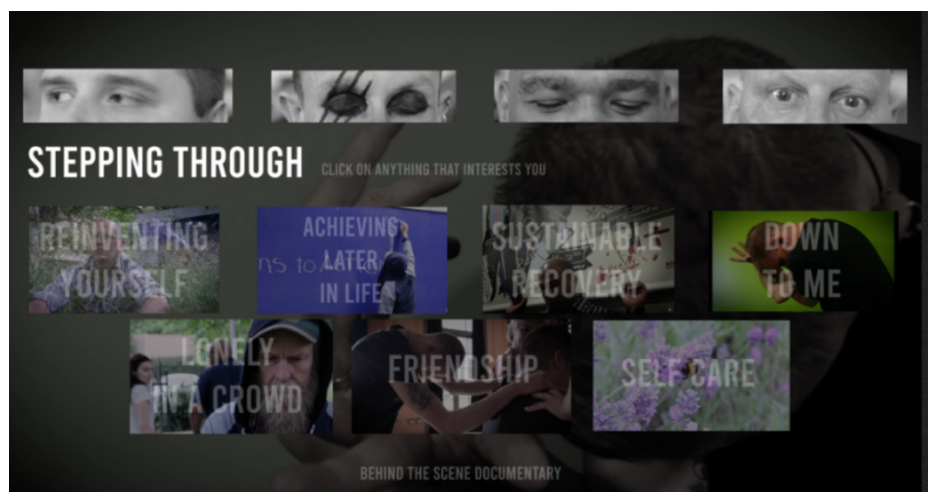 STEPPING THROUGH CLICK ON ANYTHING THAT INTERESTS YOU
REINVENTING
YOURSELF
ACHIEVING
LATER
IN LIFE
SUSTAINABLE
RECOVERY
DOWN
TO ME
LONELY
IN A CROWD
FRIENDSHIP
SELF CARE
BEHIND THE SCENE DOCUMENTARY